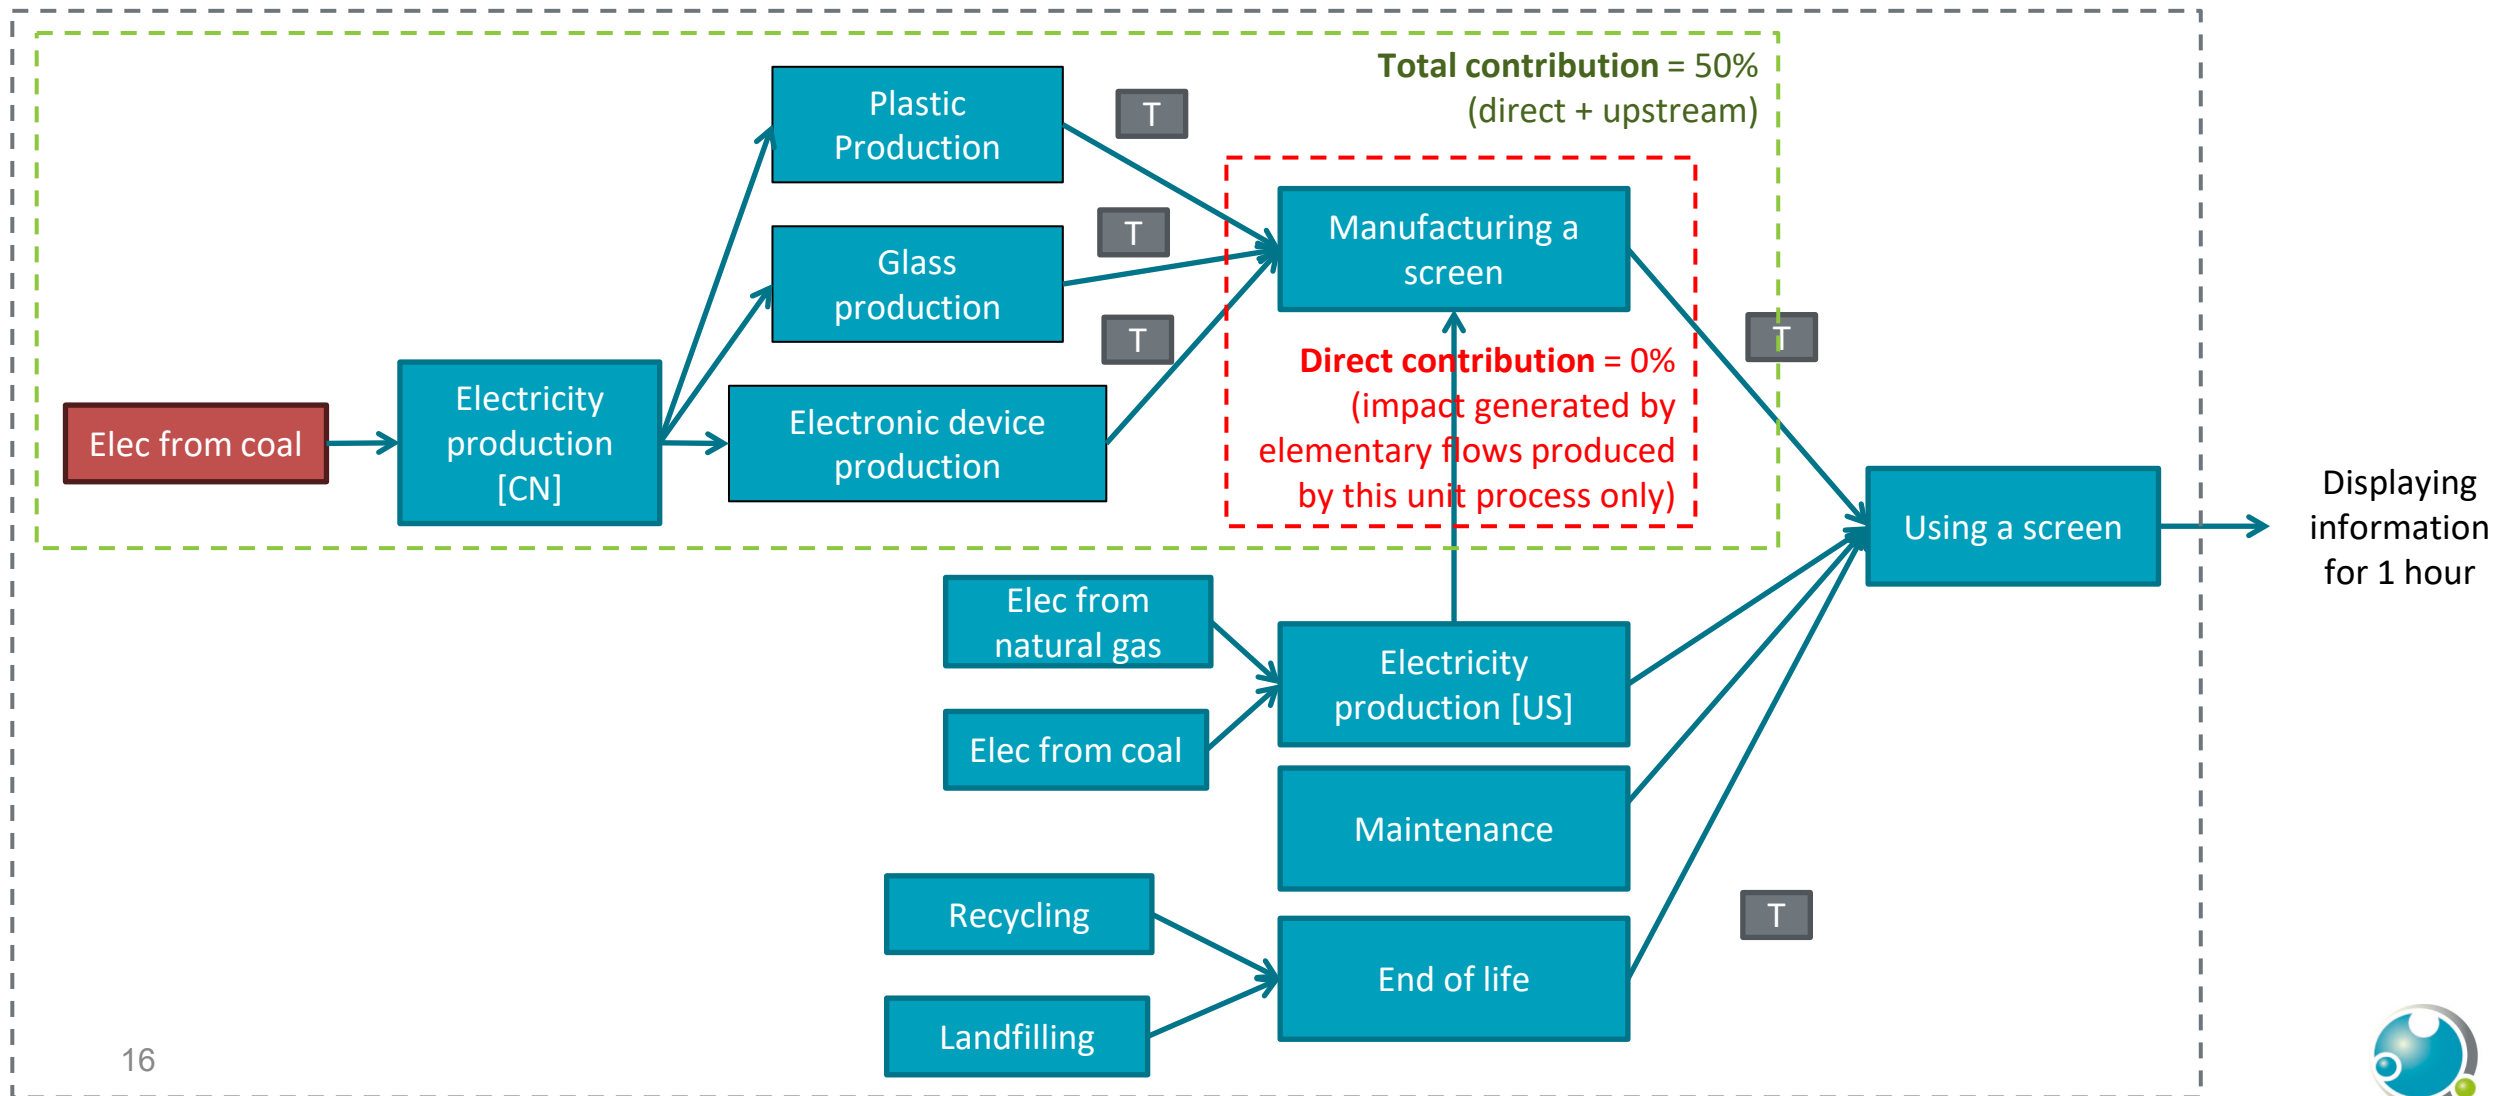 Total contribution = 50%
(direct + upstream)
Plastic
Production
T
Manufacturing a
screen
T
Glass
production
T
T
Direct contribution = 0%
(impact generated by
elementary flows produced
by this unit process only)
Elec from coal
Electricity
production
[CN]
Electronic device
production
Using a screen
Displaying
information
for 1 hour
Elec from
natural gas
Electricity
production [US]
Elec from coal
Maintenance
Recycling
T
End of life
Landfilling
16